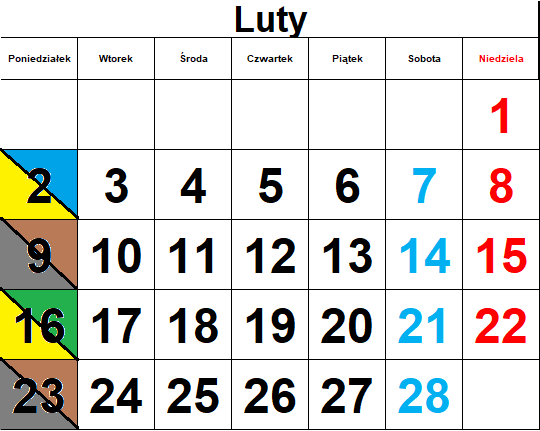 Luty
Poniedziałek Wtorek Środa Czwartek Piątek Sobota Niedziela
1
2 3 4 5 6 7 8
9 10 11 12 13 14 15
16 17 18 19 20 21 22
23 24 25 26 27 28